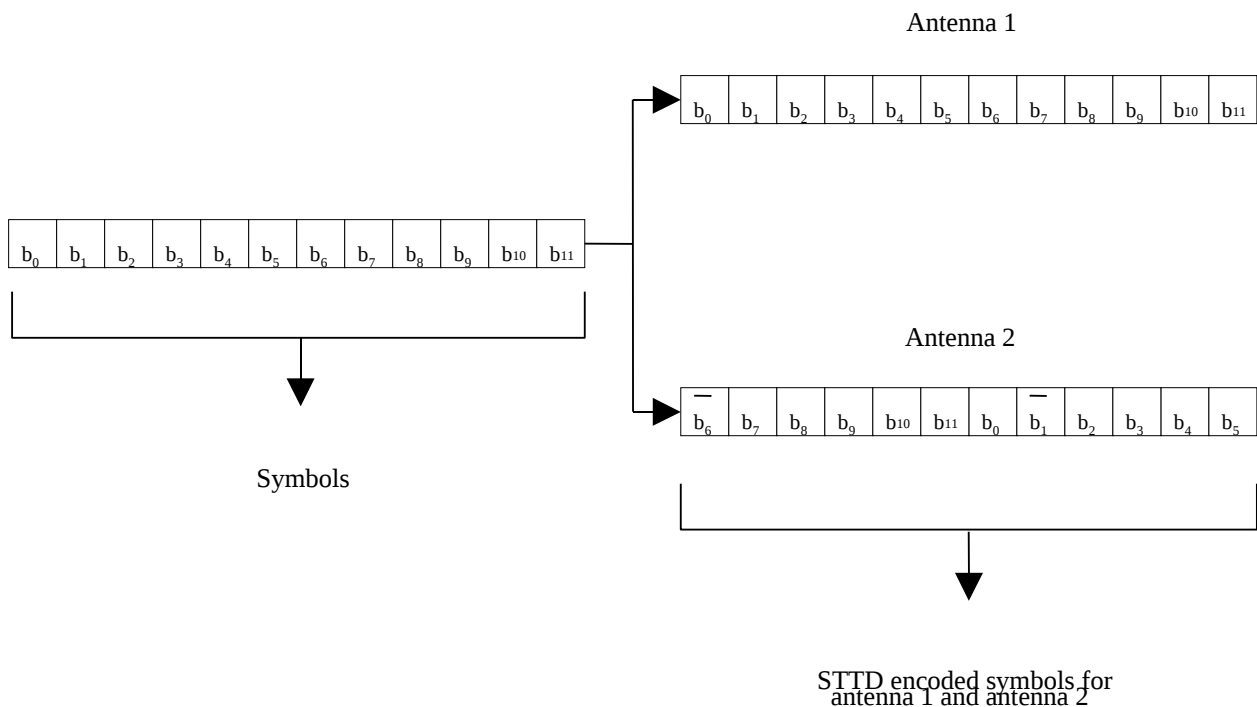 Antenna 1
b0 b1 b2 b3 b4 b5 b6 b7 b8 b9 b10 b11
b0 b1 b2 b3 b4 b5 b6 b7 b8 b9 b10 b11
Antenna 2
b̅6 b7 b8 b9 b10 b11 b0 b̅1 b2 b3 b4 b5
Symbols
STTD encoded symbols for
antenna 1 and antenna 2